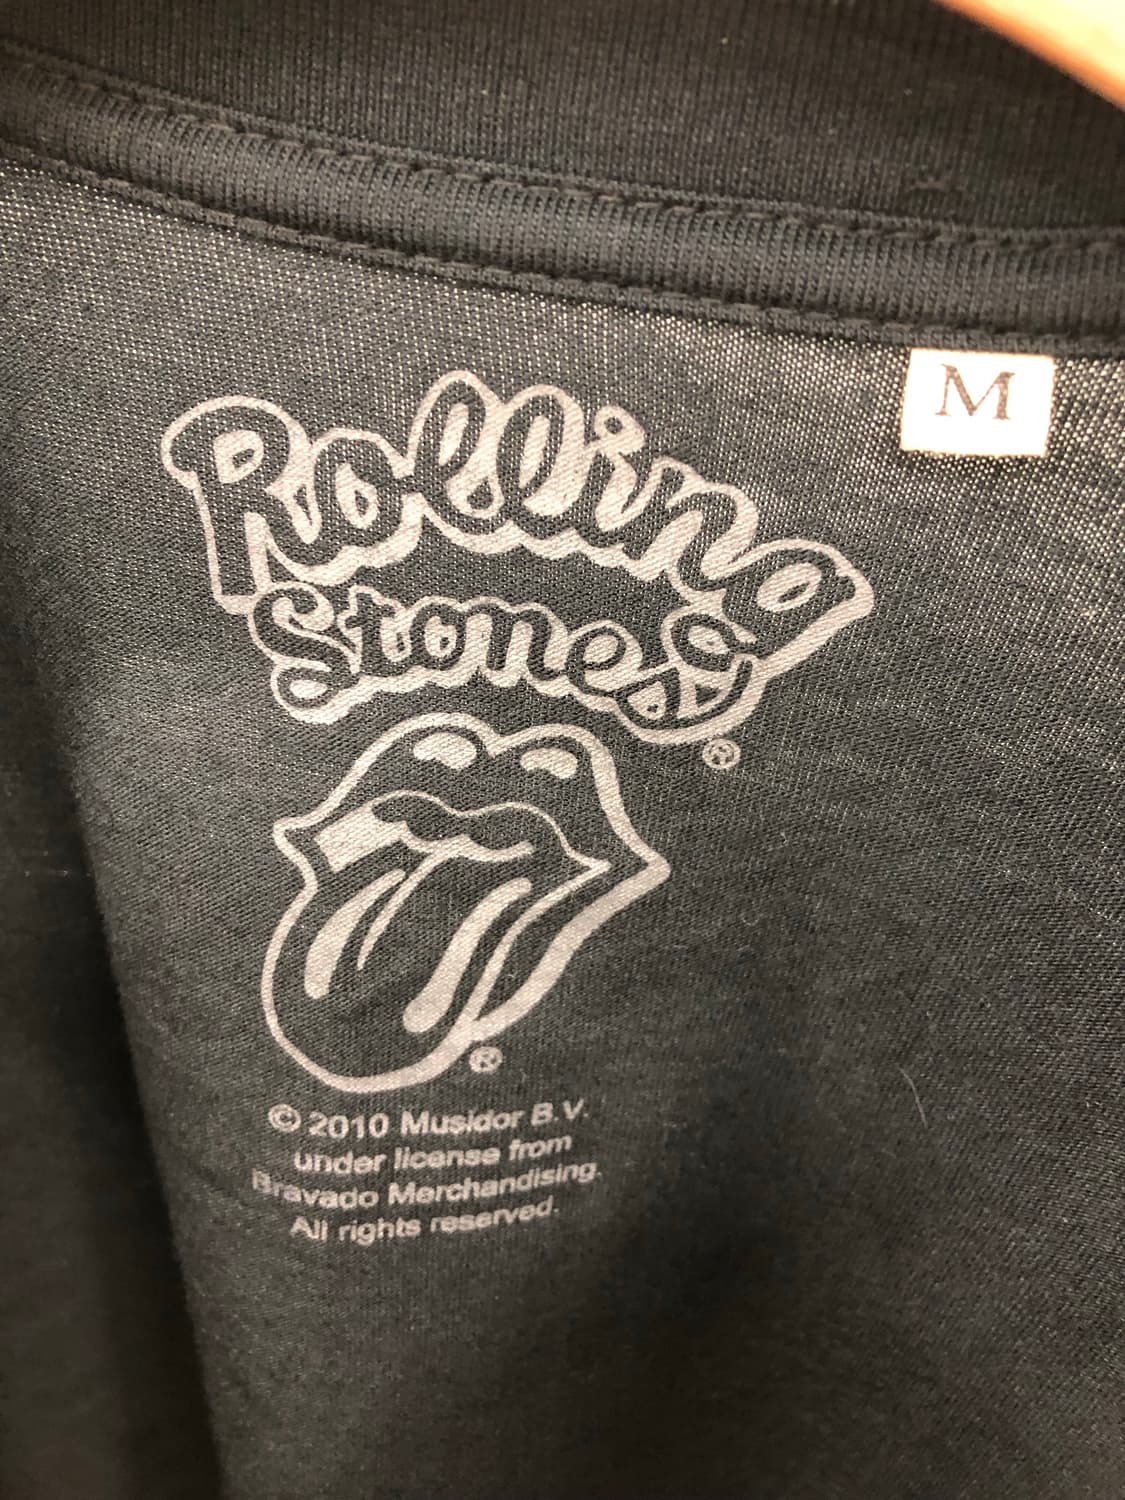 M
Rolling
Stones
®
®
© 2010 Musidor B.V.
under license from
Bravado Merchandising.
All rights reserved.